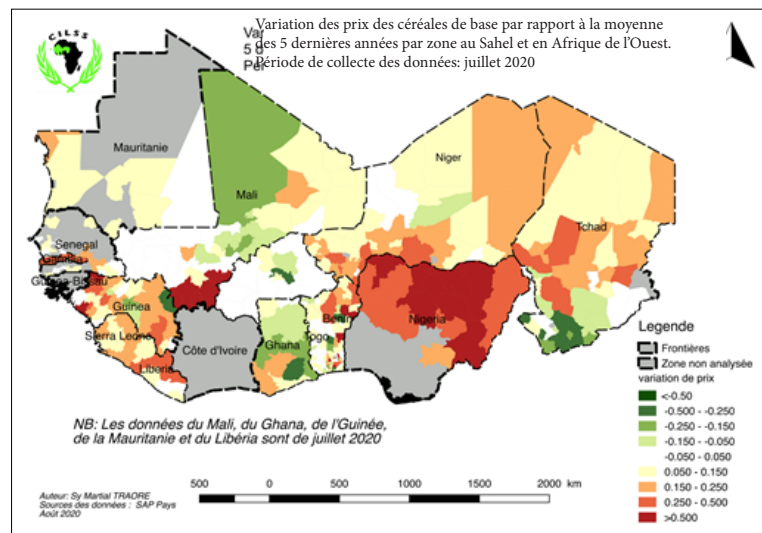 CILSS
Var
5 d
Pér
Variation des prix des céréales de base par rapport à la moyenne
des 5 dernières années par zone au Sahel et en Afrique de l'Ouest.
Période de collecte des données: juillet 2020
Mauritanie
Mali
Niger
Tchad
Senegal
Gambia
Guinea-Bissau
Guinea
Sierra Leone
Liberia
Côte d'Ivoire
Ghana
Togo
Benin
Nigeria
Legende
Frontières
Zone non analysée
variation de prix
<-0.50
-0.500 - -0.250
-0.250 - -0.150
-0.150 - -0.050
-0.050 - 0.050
0.050 - 0.150
0.150 - 0.250
0.250 - 0.500
>0.500
NB: Les données du Mali, du Ghana, de l'Guinée,
de la Mauritanie et du Libéria sont de juillet 2020
500 0 500 1000 1500 2000 km
Auteur: Sy Martial TRAORE
Sources des données : SAP Pays
Août 2020